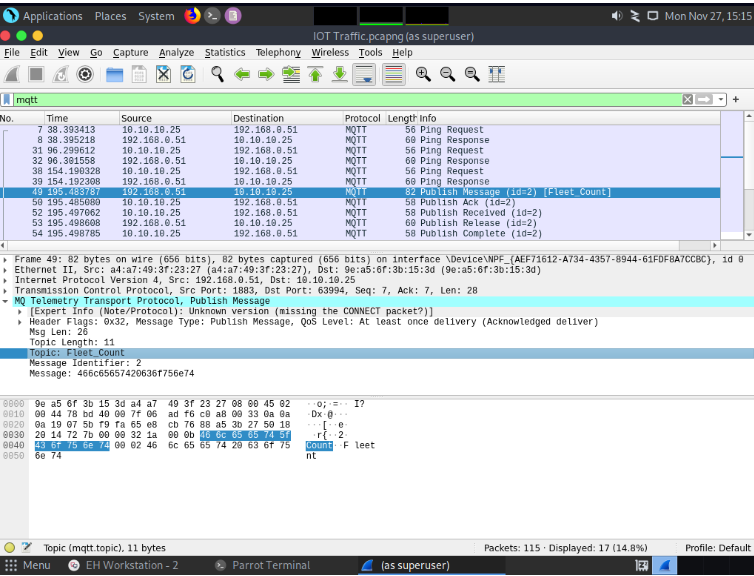 Applications Places System Mon Nov 27, 15:15
IOT Traffic.pcapng (as superuser)
File Edit View Go Capture Analyze Statistics Telephony Wireless Tools Help
mqtt
No. Time Source Destination Protocol Length Info
7 38.393413 10.10.10.25 192.168.0.51 MQTT 56 Ping Request
8 38.395218 192.168.0.51 10.10.10.25 MQTT 60 Ping Response
31 96.299612 10.10.10.25 192.168.0.51 MQTT 56 Ping Request
32 96.301558 192.168.0.51 10.10.10.25 MQTT 60 Ping Response
38 154.190328 10.10.10.25 192.168.0.51 MQTT 56 Ping Request
39 154.192308 192.168.0.51 10.10.10.25 MQTT 60 Ping Response
49 195.483787 192.168.0.51 10.10.10.25 MQTT 82 Publish Message (id=2) [Fleet_Count]
50 195.485080 10.10.10.25 192.168.0.51 MQTT 58 Publish Ack (id=2)
52 195.497062 10.10.10.25 192.168.0.51 MQTT 58 Publish Received (id=2)
53 195.498608 192.168.0.51 10.10.10.25 MQTT 60 Publish Release (id=2)
54 195.498785 10.10.10.25 192.168.0.51 MQTT 58 Publish Complete (id=2)
Frame 49: 82 bytes on wire (656 bits), 82 bytes captured (656 bits) on interface \Device\NPF_{AEF71612-A734-4357-8944-61FDF8A7CCBC}, id 0
Ethernet II, Src: a4:a7:49:3f:23:27 (a4:a7:49:3f:23:27), Dst: 9e:a5:6f:3b:15:3d (9e:a5:6f:3b:15:3d)
Internet Protocol Version 4, Src: 192.168.0.51, Dst: 10.10.10.25
Transmission Control Protocol, Src Port: 1883, Dst Port: 63994, Seq: 7, Ack: 7, Len: 28
MQ Telemetry Transport Protocol, Publish Message
[Expert Info (Note/Protocol): Unknown version (missing the CONNECT packet?)]
Header Flags: 0x32, Message Type: Publish Message, QoS Level: At least once delivery (Acknowledged deliver)
Msg Len: 26
Topic Length: 11
Topic: Fleet_Count
Message Identifier: 2
Message: 466c65657420636f756e74
0000 9e a5 6f 3b 15 3d a4 a7 49 3f 23 27 08 00 45 02 ··o;·=·· I?
0010 00 44 78 bd 40 00 7f 06 ad f6 c0 a8 00 33 0a 0a ·Dx·@···
0020 0a 19 07 5b f9 fa 65 e8 cb 76 88 a5 3b 27 50 18 ···[··e·
0030 20 14 72 7b 00 00 32 1a 00 0b 46 6c 65 65 74 5f ·r{··2·
0040 43 6f 75 6e 74 00 02 46 6c 65 65 74 20 63 6f 75 Count··F leet
0050 6e 74 nt
Topic (mqtt.topic), 11 bytes Packets: 115 · Displayed: 17 (14.8%) Profile: Default
Menu EH Workstation - 2 Parrot Terminal (as superuser)